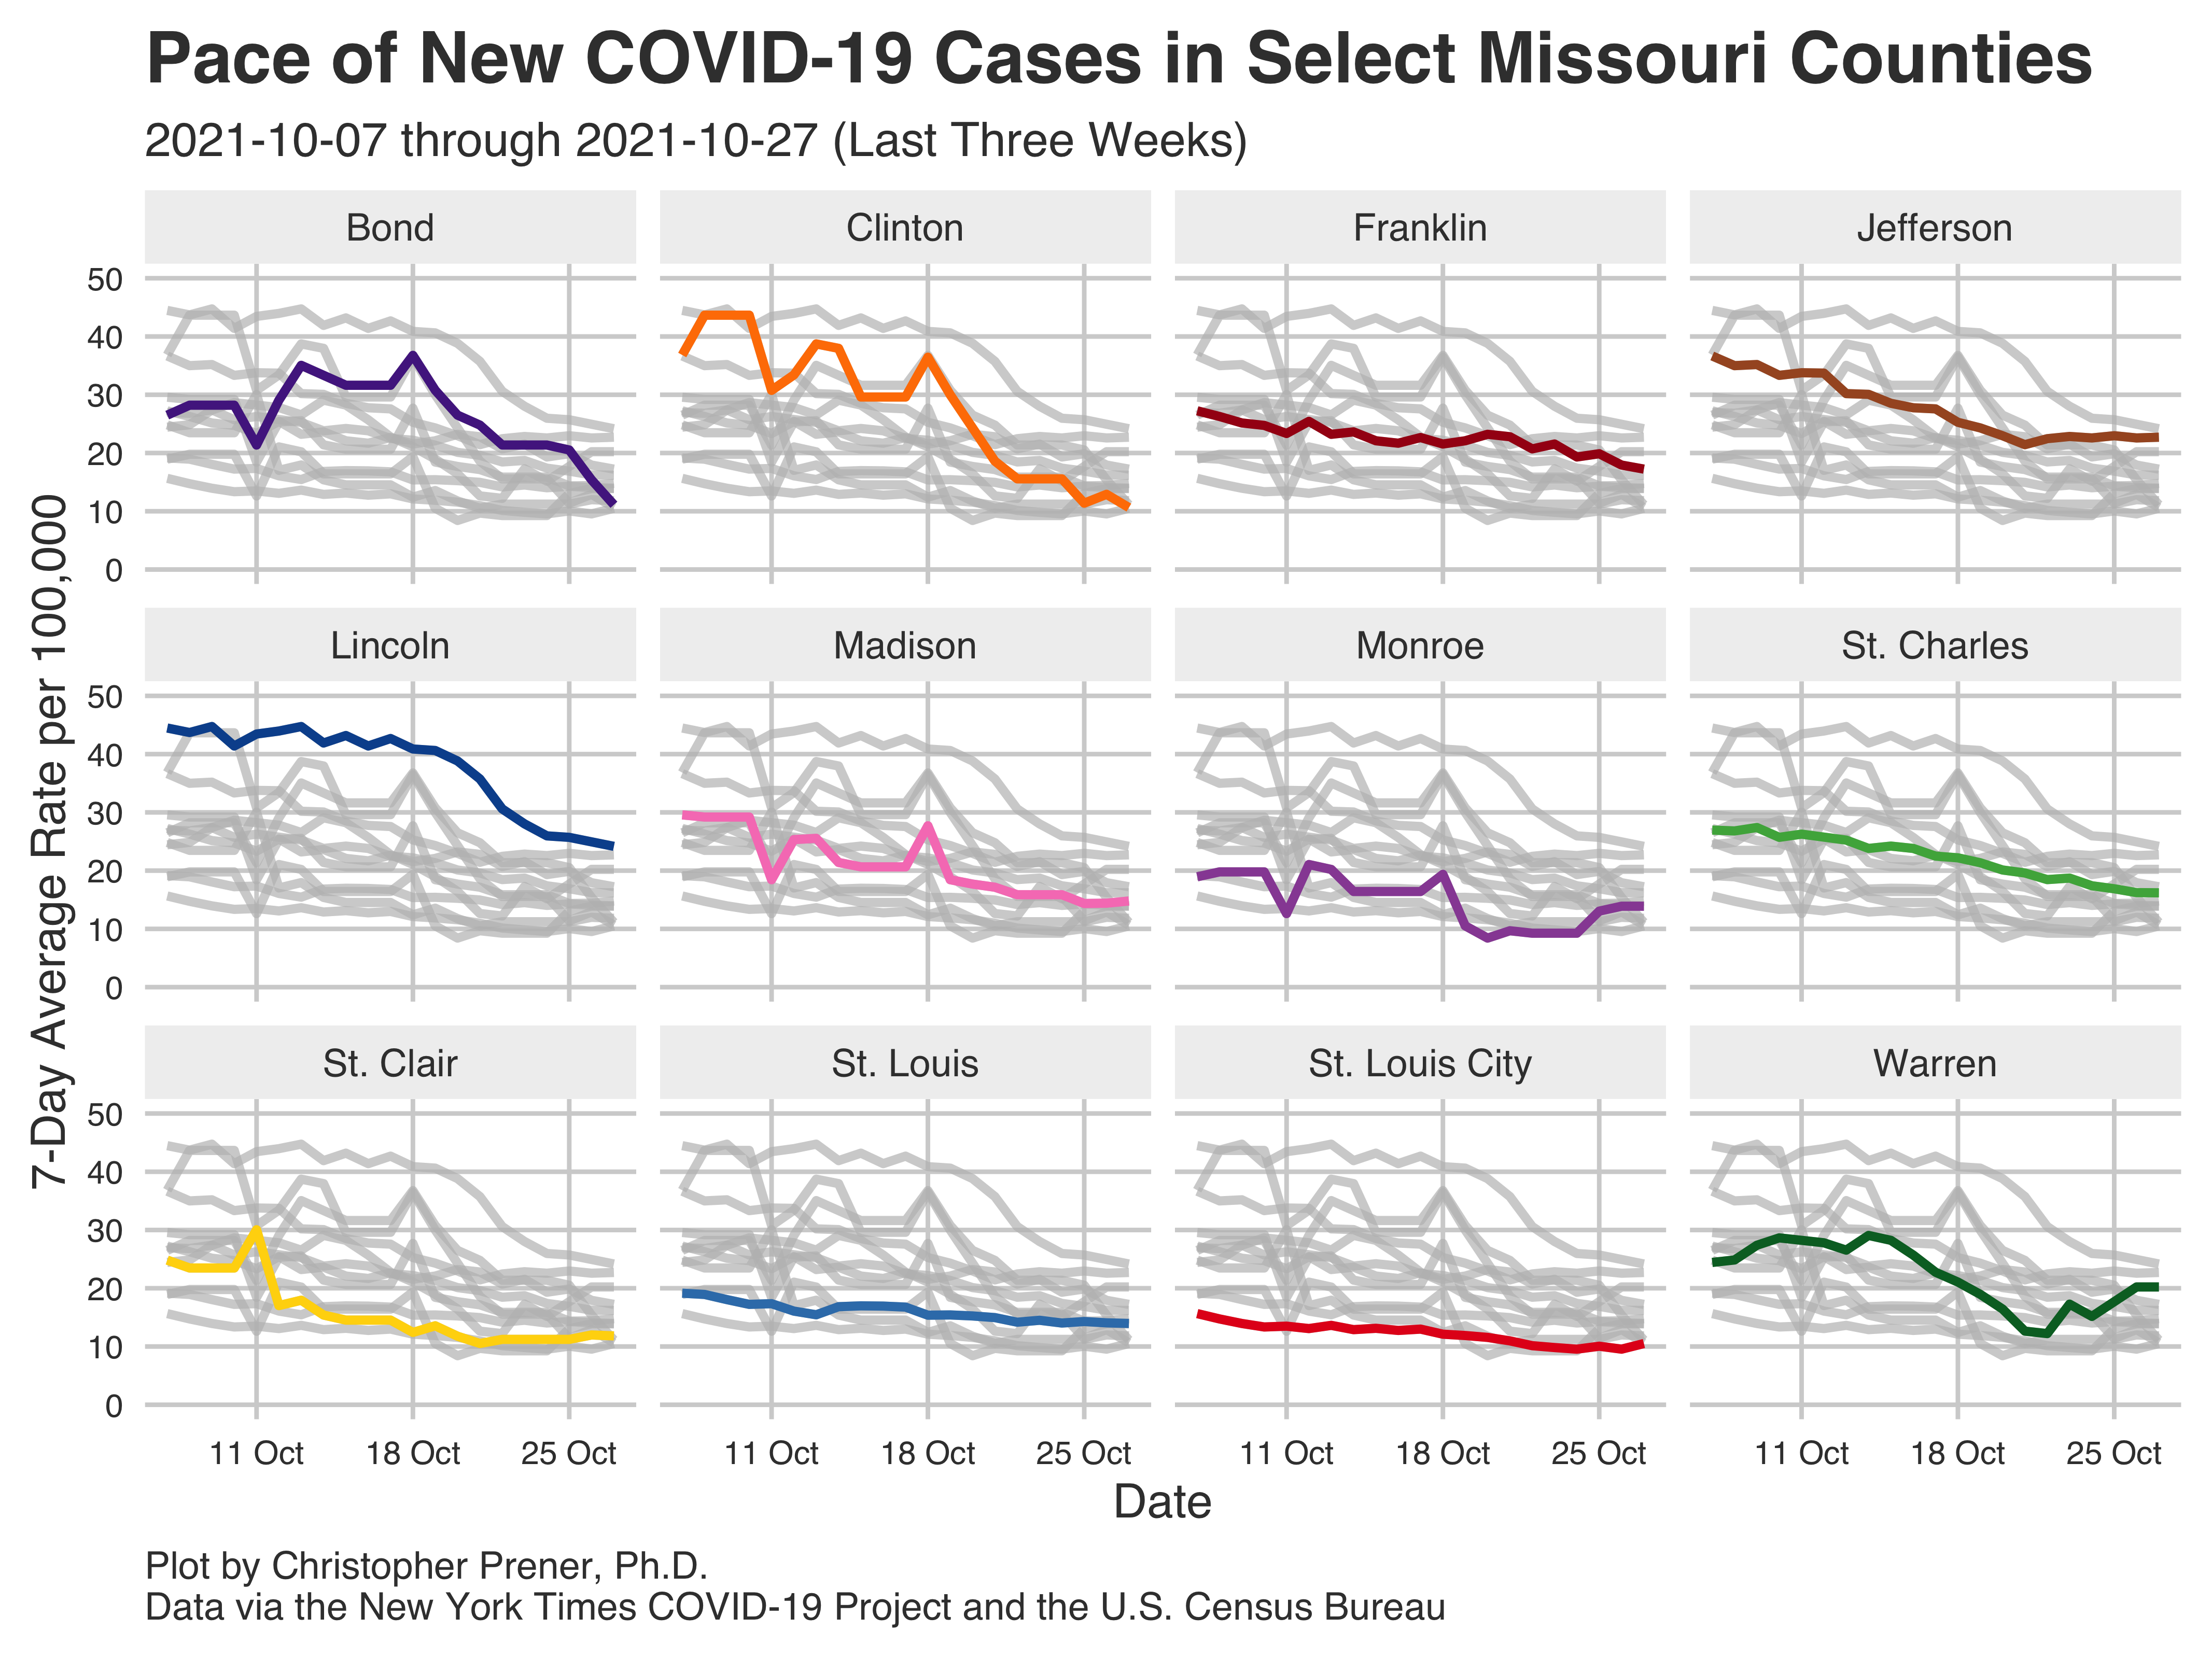 Pace of New COVID-19 Cases in Select Missouri Counties
2021-10-07 through 2021-10-27 (Last Three Weeks)
7-Day Average Rate per 100,000
Bond
Clinton
Franklin
Jefferson
50
40
30
20
10
0
Lincoln
Madison
Monroe
St. Charles
50
40
30
20
10
0
St. Clair
St. Louis
St. Louis City
Warren
50
40
30
20
10
0
11 Oct 18 Oct 25 Oct
11 Oct 18 Oct 25 Oct
11 Oct 18 Oct 25 Oct
11 Oct 18 Oct 25 Oct
Date
Plot by Christopher Prener, Ph.D.
Data via the New York Times COVID-19 Project and the U.S. Census Bureau